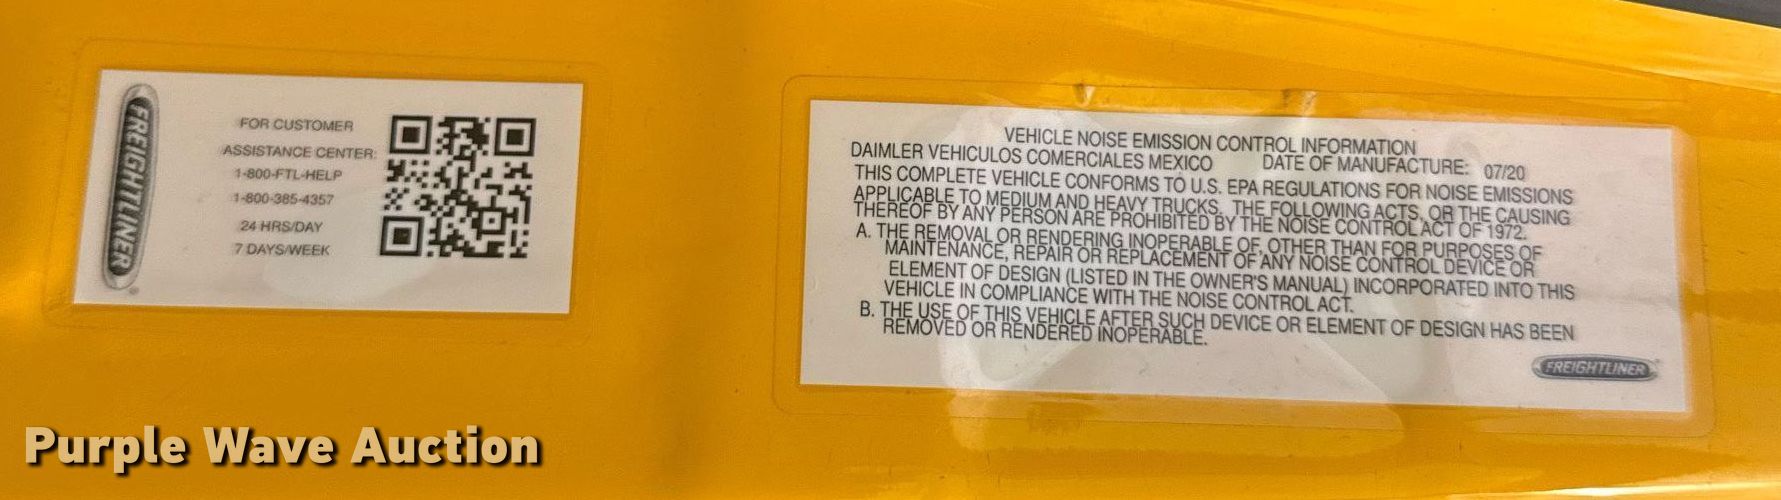 FREIGHTLINER
FOR CUSTOMER
ASSISTANCE CENTER:
1-800-FTL-HELP
1-800-385-4357
24 HRS/DAY
7 DAYS/WEEK
VEHICLE NOISE EMISSION CONTROL INFORMATION
DAIMLER VEHICULOS COMERCIALES MEXICO DATE OF MANUFACTURE: 07/20
THIS COMPLETE VEHICLE CONFORMS TO U.S. EPA REGULATIONS FOR NOISE EMISSIONS
APPLICABLE TO MEDIUM AND HEAVY TRUCKS. THE FOLLOWING ACTS, OR THE CAUSING
THEREOF BY ANY PERSON ARE PROHIBITED BY THE NOISE CONTROL ACT OF 1972.
A. THE REMOVAL OR RENDERING INOPERABLE OF, OTHER THAN FOR PURPOSES OF
MAINTENANCE, REPAIR OR REPLACEMENT OF ANY NOISE CONTROL DEVICE OR
ELEMENT OF DESIGN (LISTED IN THE OWNER'S MANUAL) INCORPORATED INTO THIS
VEHICLE IN COMPLIANCE WITH THE NOISE CONTROL ACT.
B. THE USE OF THIS VEHICLE AFTER SUCH DEVICE OR ELEMENT OF DESIGN HAS BEEN
REMOVED OR RENDERED INOPERABLE.
FREIGHTLINER
Purple Wave Auction